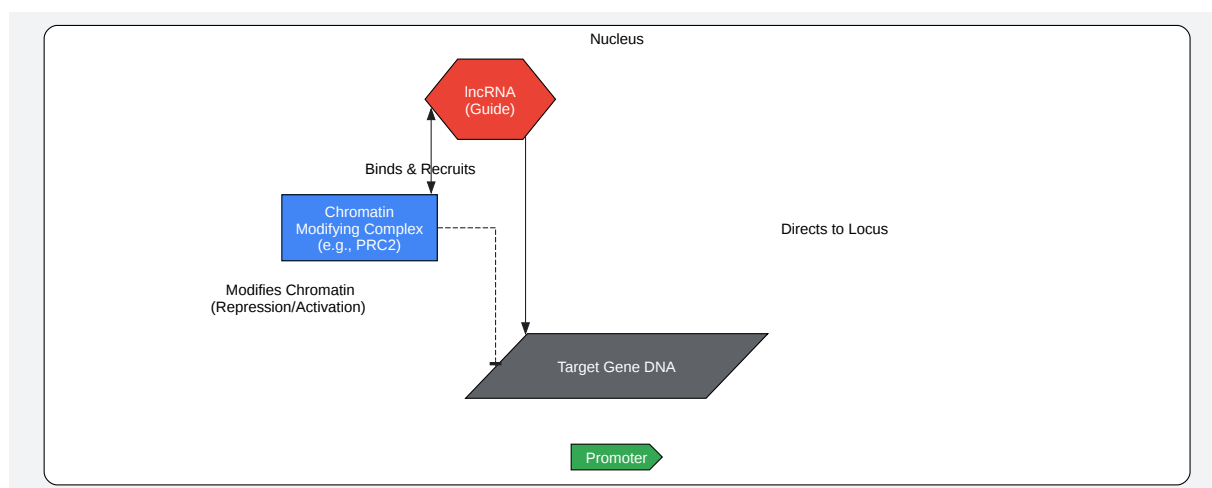 Nucleus
lncRNA
(Guide)
Binds & Recruits
Chromatin
Modifying Complex
(e.g., PRC2)
Directs to Locus
Modifies Chromatin
(Repression/Activation)
Target Gene DNA
Promoter